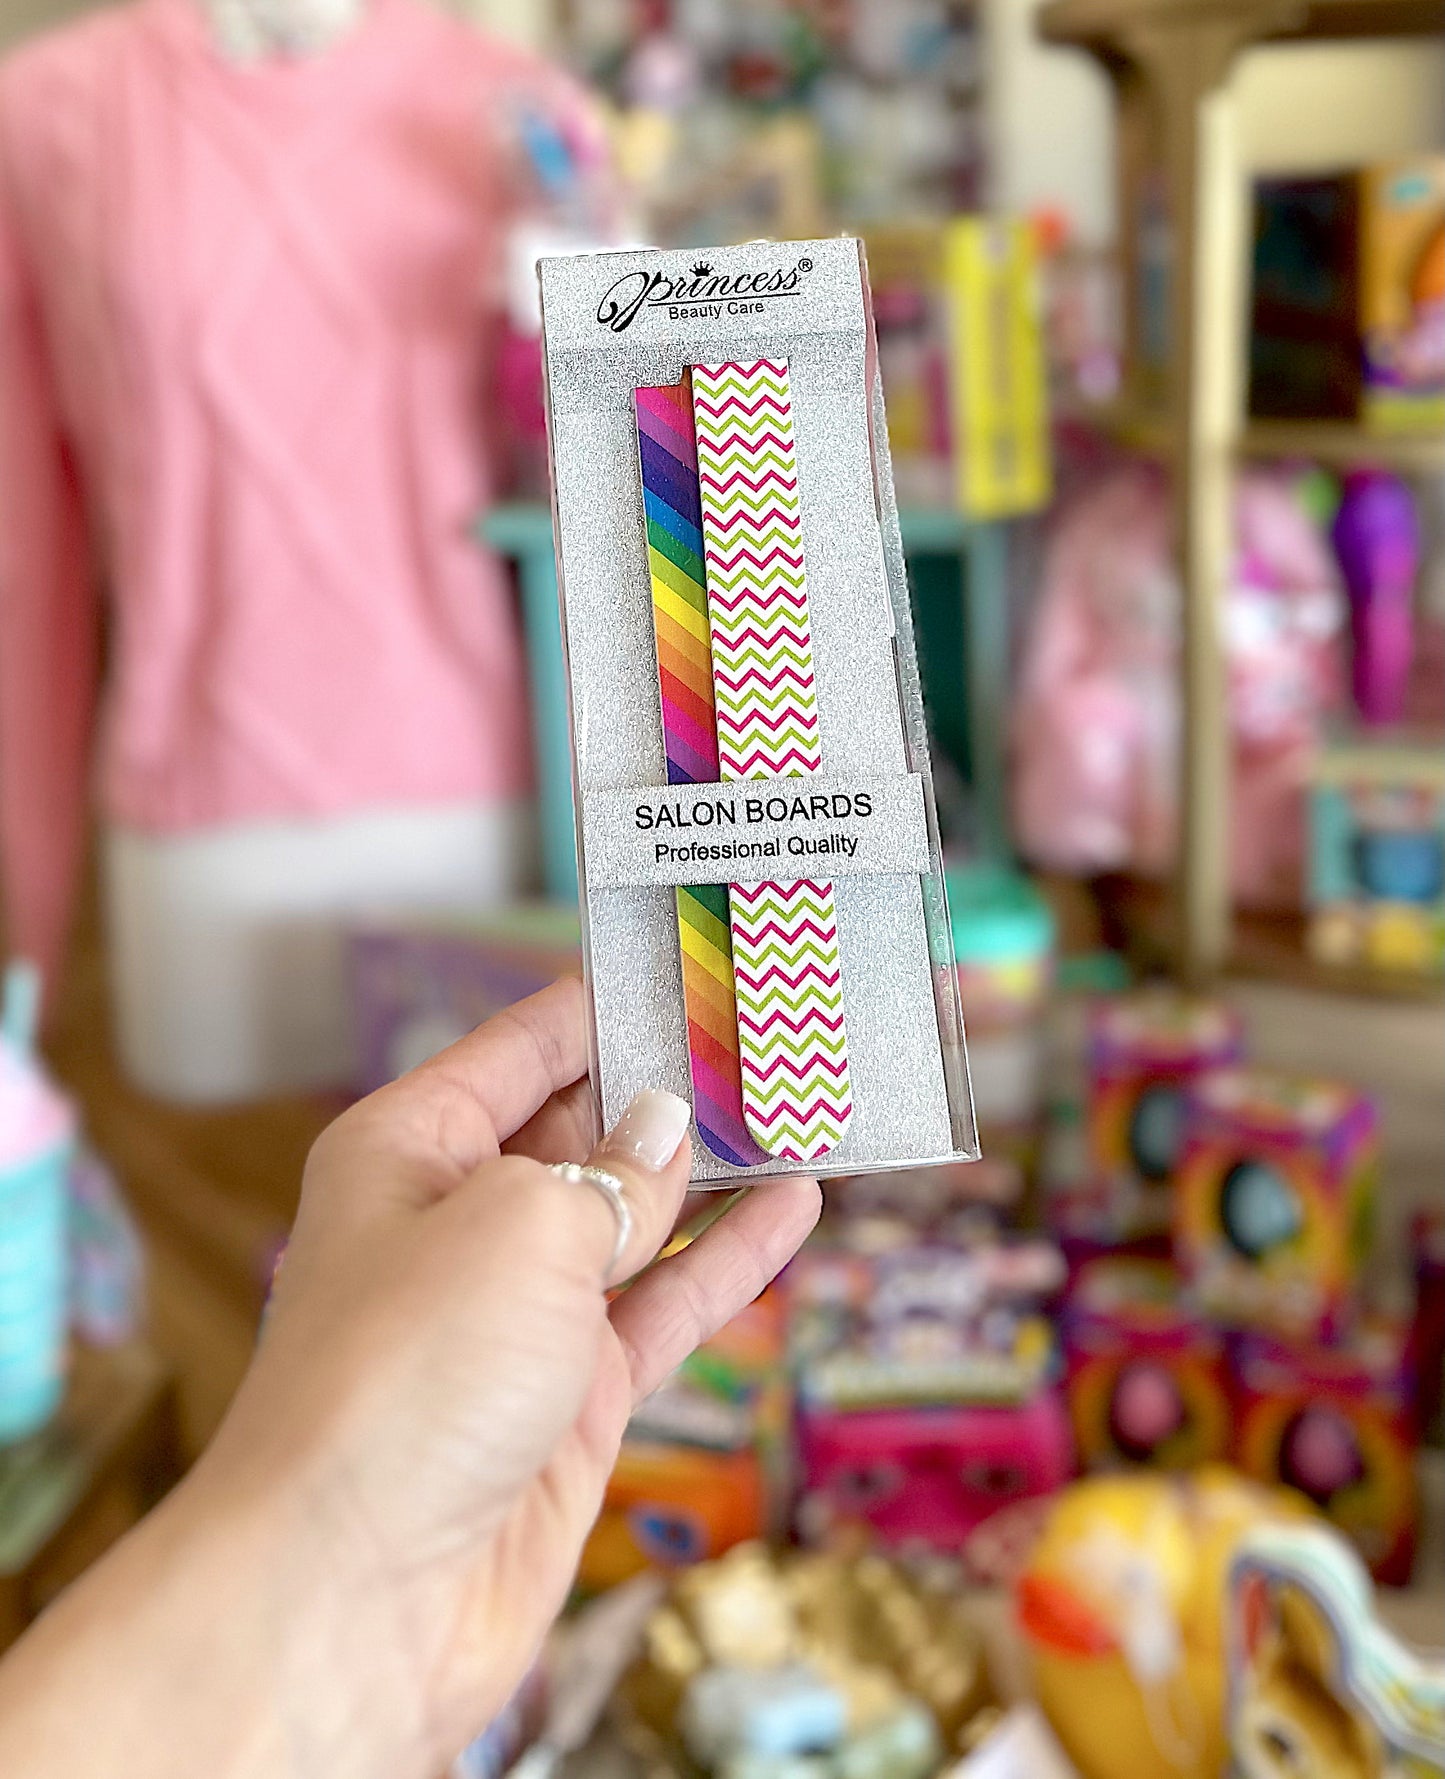 Princess®
Beauty Care
SALON BOARDS
Professional Quality